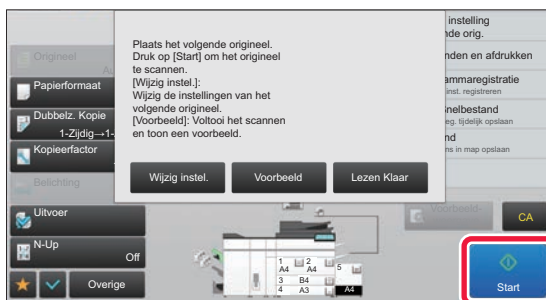 Plaats het volgende origineel.
Druk op [Start] om het origineel
te scannen.
[Wijzig instel.]:
Wijzig de instellingen van het
volgende origineel.
[Voorbeeld]: Voltooi het scannen
en toon een voorbeeld.
Wijzig instel.
Voorbeeld
Lezen Klaar
Origineel
Papierformaat
Dubbelz. Kopie
1-Zijdig→1-
Kopieerfactor
Belichting
Uitvoer
N-Up
Off
Overige
instelling
nde orig.
nden en afdrukken
ammaregistratie
inst. registreren
nelbestand
eg. tijdelijk opslaan
nd
ns in map opslaan
Voorbeeld
CA
Start
1
A4
2
A4
3
B4
4
A3
5
A4